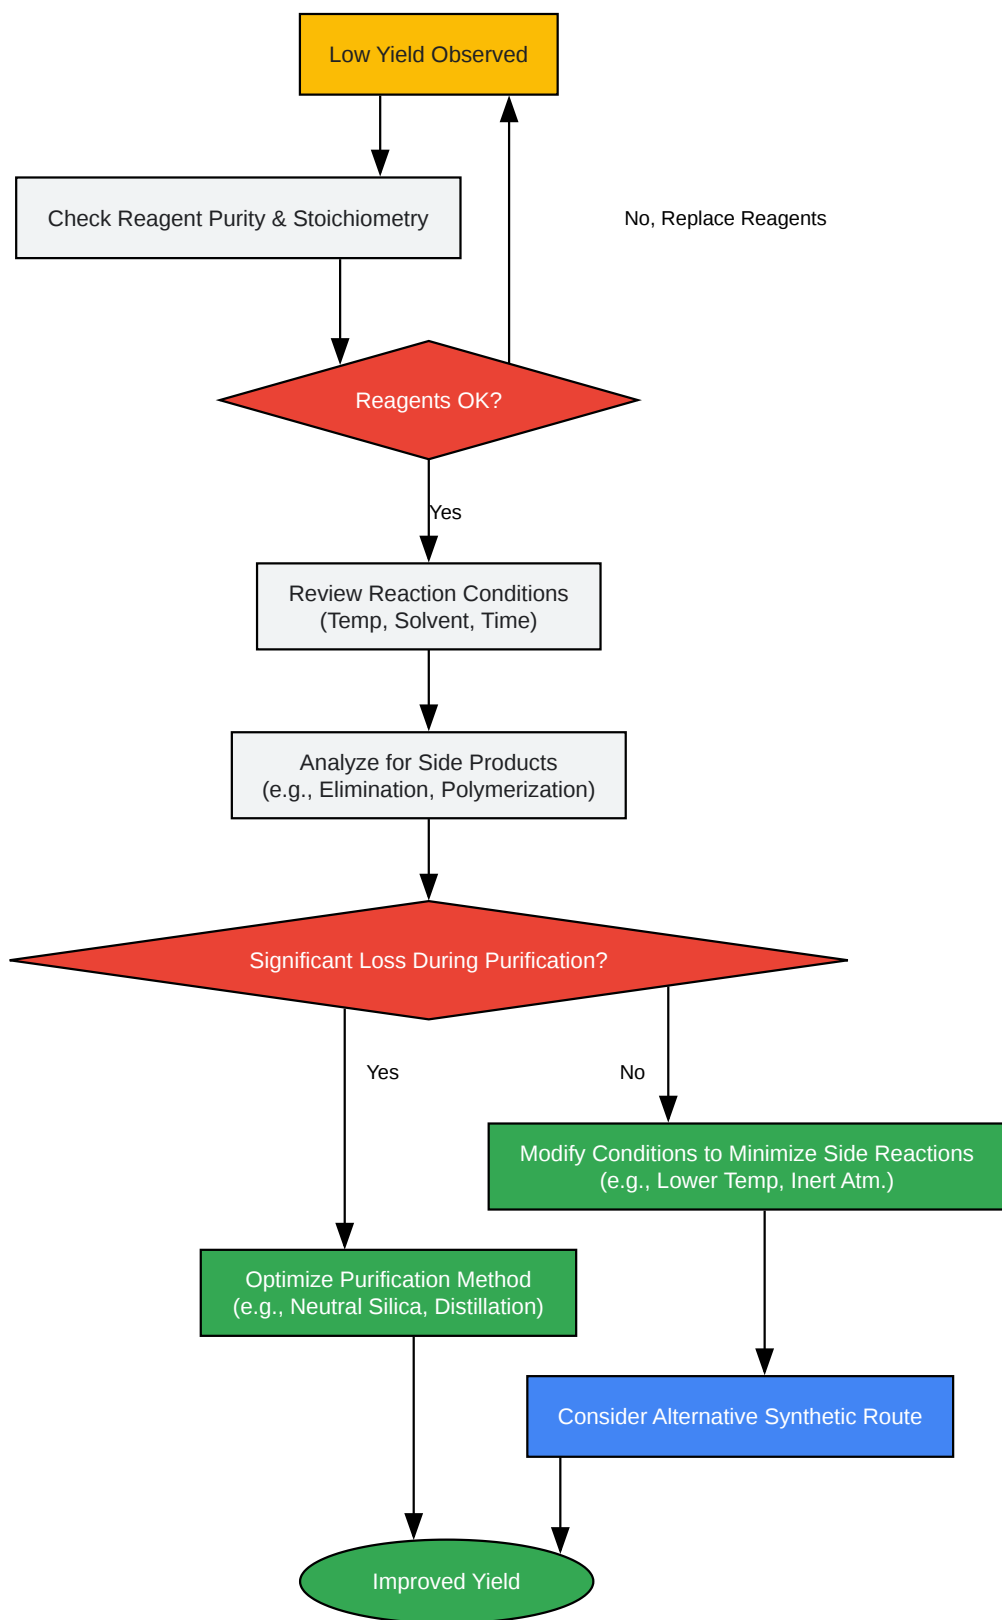 Low Yield Observed
Check Reagent Purity & Stoichiometry
No, Replace Reagents
Reagents OK?
Yes
Review Reaction Conditions
(Temp, Solvent, Time)
Analyze for Side Products
(e.g., Elimination, Polymerization)
Significant Loss During Purification?
Yes
No
Modify Conditions to Minimize Side Reactions
(e.g., Lower Temp, Inert Atm.)
Optimize Purification Method
(e.g., Neutral Silica, Distillation)
Consider Alternative Synthetic Route
Improved Yield